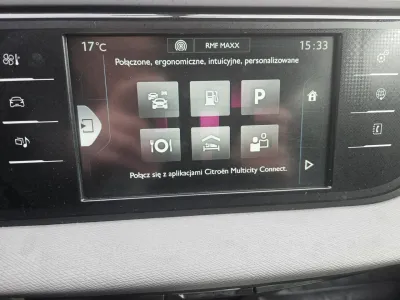 17°C RMF MAXX 15:33
Połączone, ergonomiczne, intuicyjne, personalizowane
P
Połącz się z aplikacjami Citroën Multicity Connect.